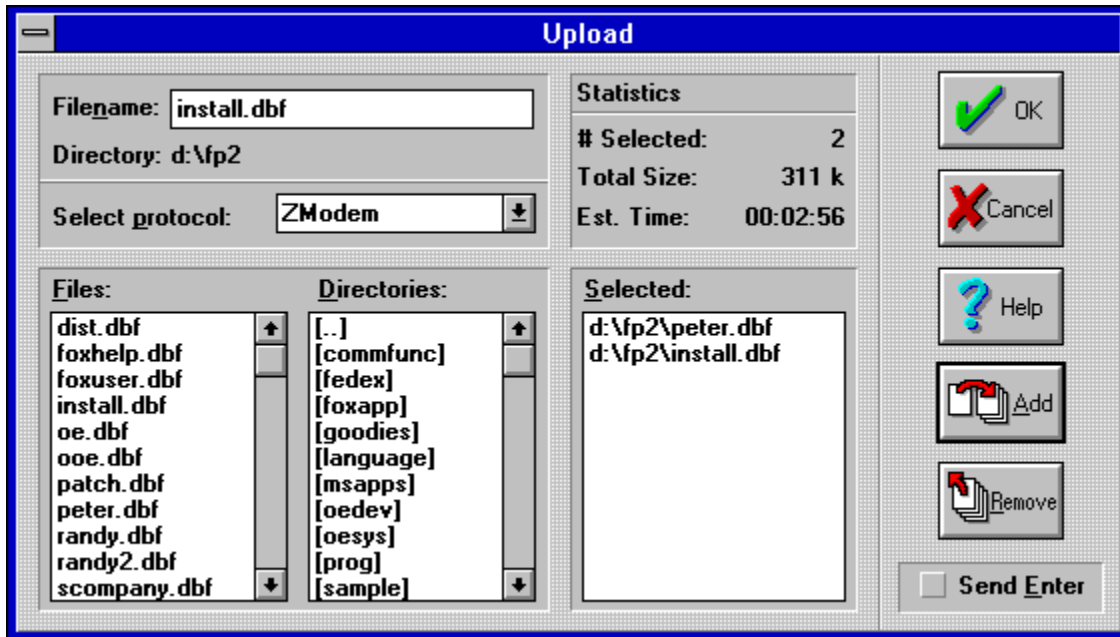 Upload
Filename: install.dbf
Directory: d:\fp2
Select protocol: ZModem
Statistics
# Selected: 2
Total Size: 311 k
Est. Time: 00:02:56
Files:
dist.dbf
foxhelp.dbf
foxuser.dbf
install.dbf
oe.dbf
ooe.dbf
patch.dbf
peter.dbf
randy.dbf
randy2.dbf
scompany.dbf
Directories:
[..]
[commfunc]
[fedex]
[foxapp]
[goodies]
[language]
[msapps]
[oedev]
[oesys]
[prog]
[sample]
Selected:
d:\fp2\peter.dbf
d:\fp2\install.dbf
OK
Cancel
Help
Add
Remove
Send Enter